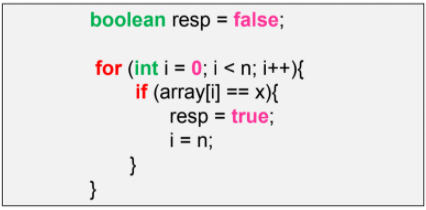 boolean resp = false;
for (int i = 0; i < n; i++){
if (array[i] == x){
resp = true;
i = n;
}
}